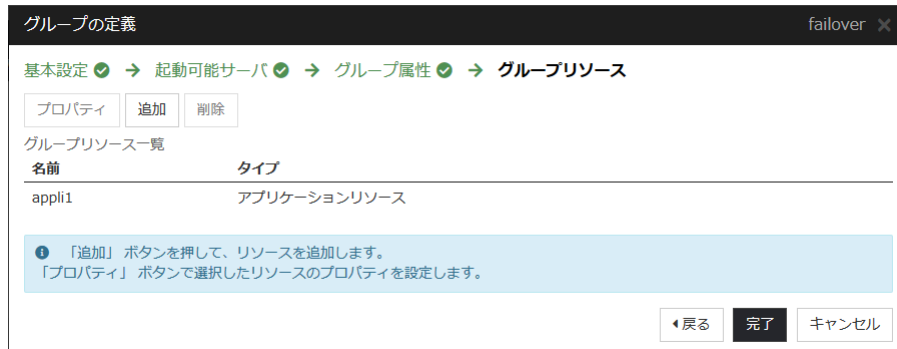 グループの定義 failover
基本設定 → 起動可能サーバ → グループ属性 → グループリソース
プロパティ 追加 削除
グループリソース一覧
名前 タイプ
appli1 アプリケーションリソース
「追加」 ボタンを押して、リソースを追加します。
「プロパティ」 ボタンで選択したリソースのプロパティを設定します。
戻る 完了 キャンセル